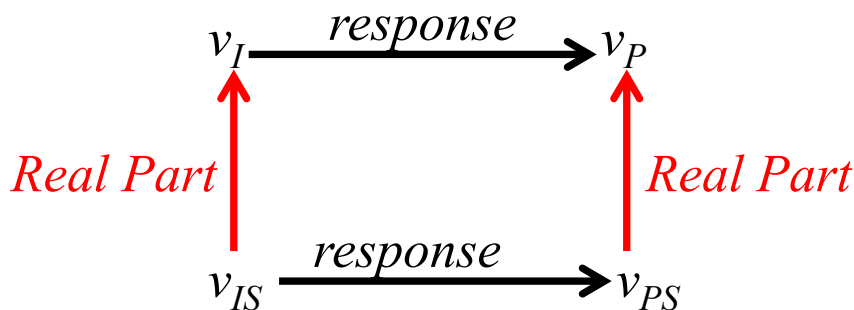 response
v_I v_P
Real Part Real Part
response
v_IS v_PS